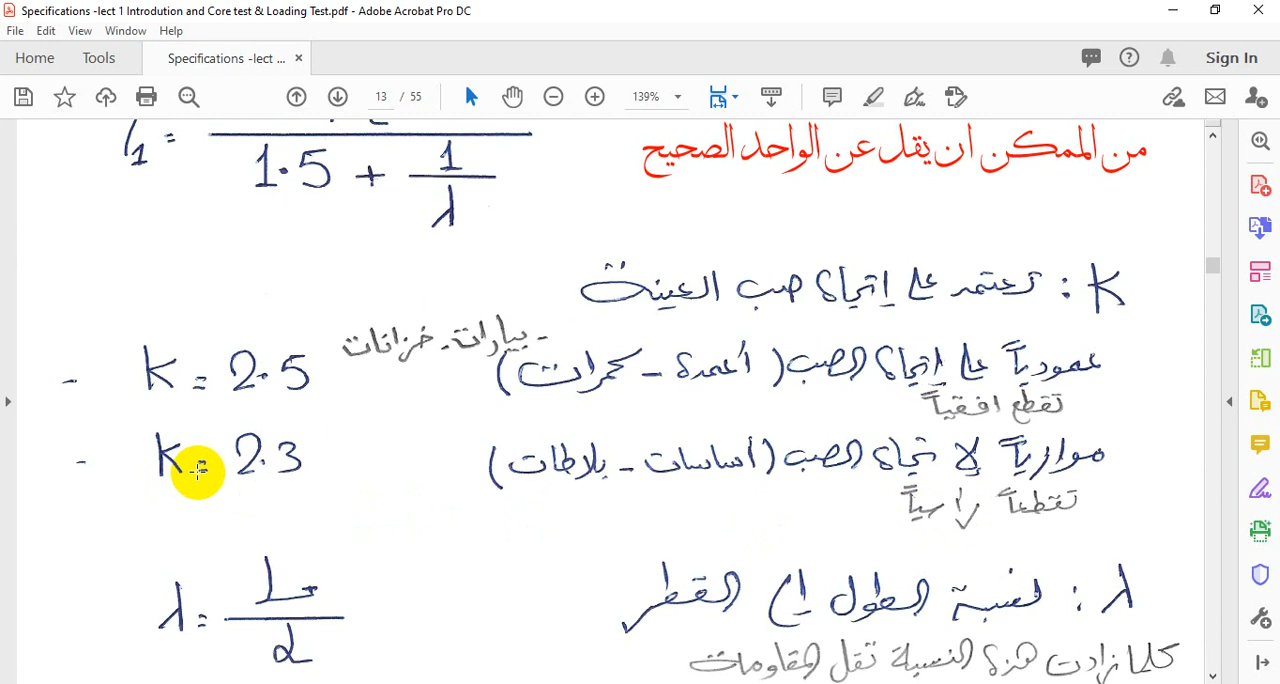 Specifications -lect 1 Introdution and Core test & Loading Test.pdf - Adobe Acrobat Pro DC
File Edit View Window Help
Home Tools Specifications -lect ... × Sign In
13 / 55 139%
1.5 + 1
λ
من الممكن ان يقل عن الواحد الصحيح
K : تعتمد على اتجاه صب العينة
- بيارات - خزانات
- K = 2.5 عمودياً على اتجاه الصب (أعمدة - كمرات)
تقطع افقياً
- K = 2.3 موازياً لاتجاه الصب (أساسات - بلاطات)
تقطع رأسياً
λ = L / d λ : نسبة الطول إلى القطر
كلما زادت هذه النسبة تقل المقاومات